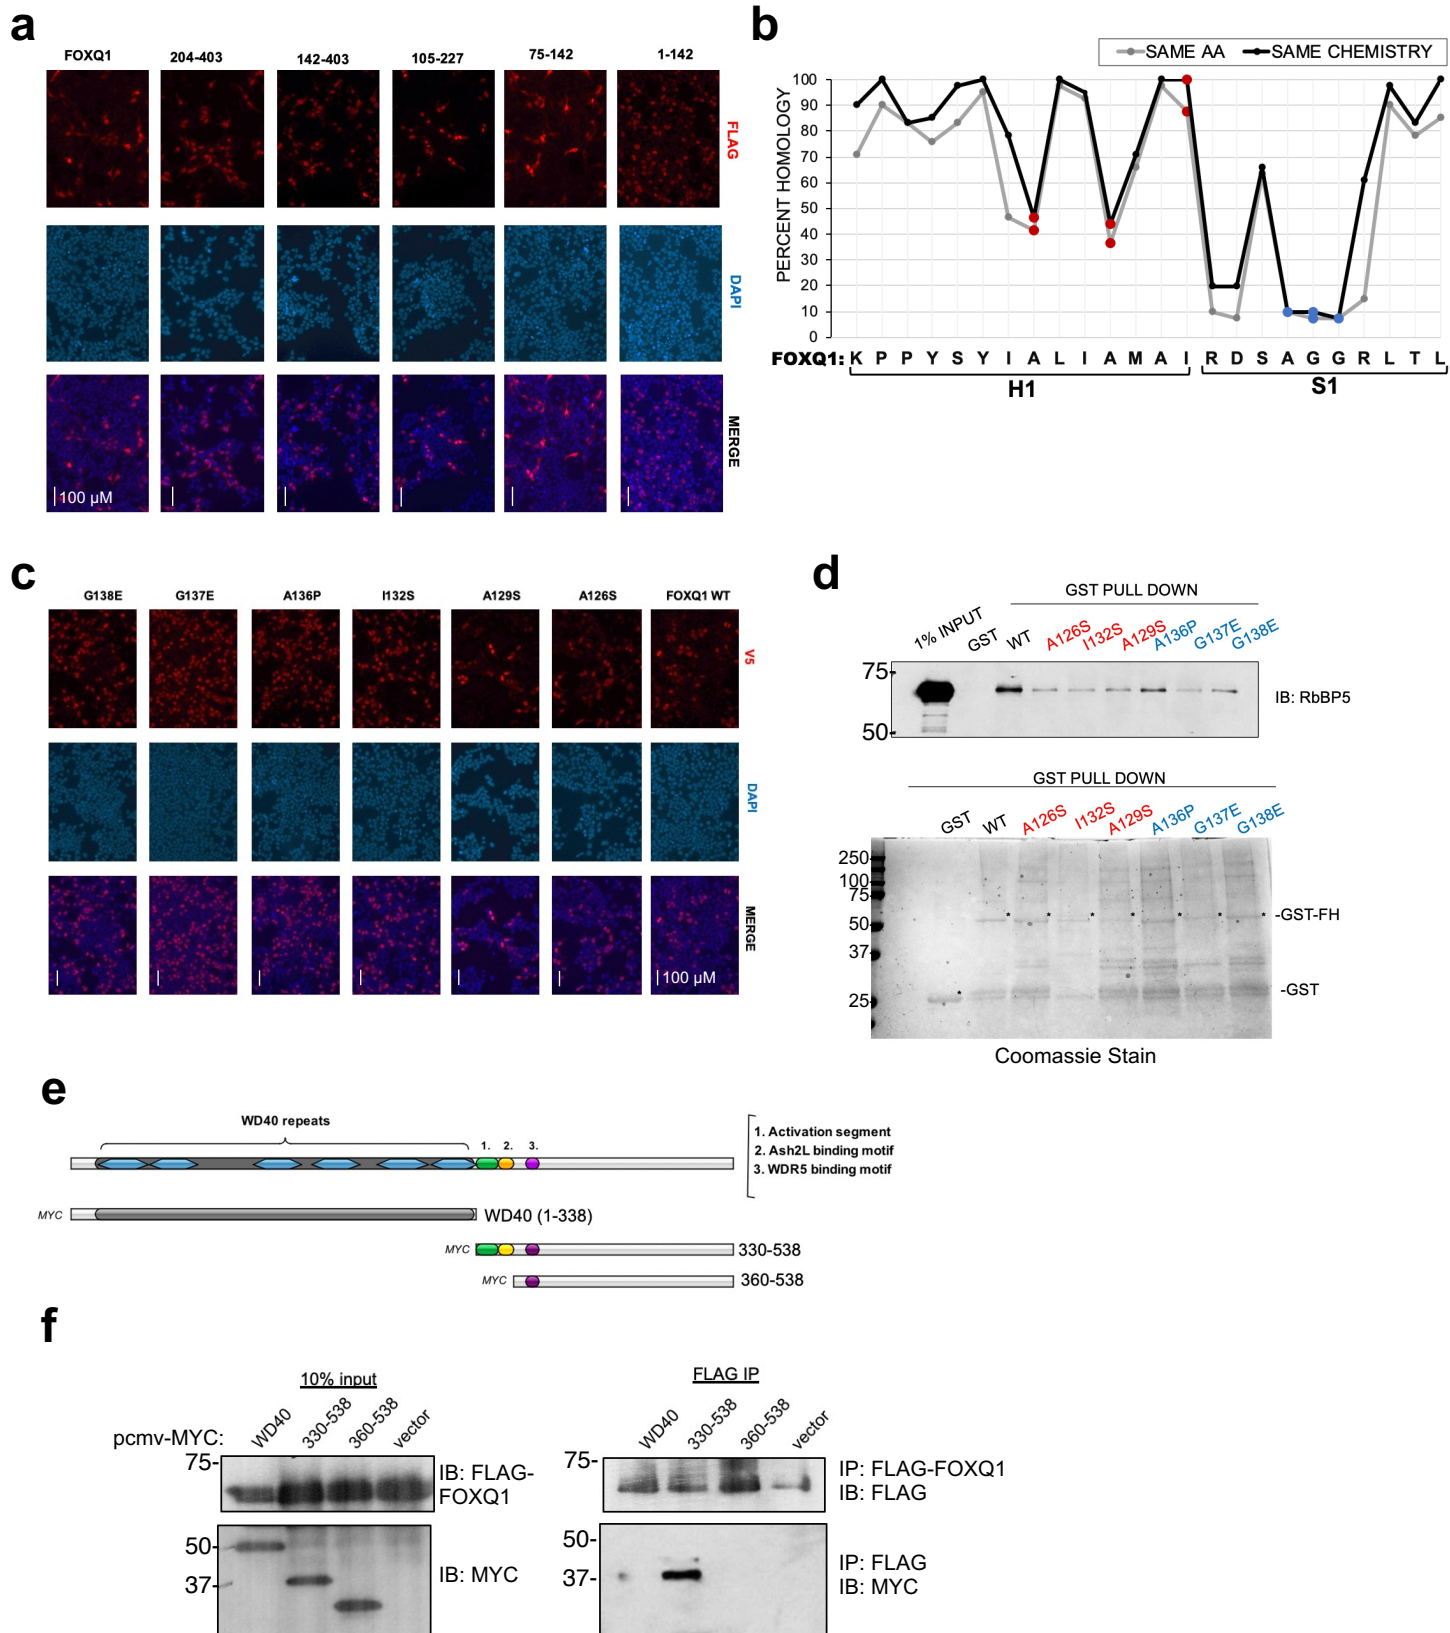 a
FOXQ1 204-403 142-403 105-227 75-142 1-142
FLAG
DAPI
MERGE
100 µM
b
SAME AA SAME CHEMISTRY
PERCENT HOMOLOGY
100
90
80
70
60
50
40
30
20
10
0
FOXQ1: K P P Y S Y I A L I A M A I R D S A G G R L T L
H1 S1
c
G138E G137E A136P I132S A129S A126S FOXQ1 WT
V5
DAPI
MERGE
100 µM
d
GST PULL DOWN
1% INPUT GST WT A126S I132S A129S A136P G137E G138E
75-
50-
IB: RbBP5
GST PULL DOWN
GST WT A126S I132S A129S A136P G137E G138E
250-
100-
75-
50-
37-
25-
* * * * * * *
-GST-FH
*
-GST
Coomassie Stain
e
WD40 repeats
1. 2. 3.
1. Activation segment
2. Ash2L binding motif
3. WDR5 binding motif
MYC WD40 (1-338)
MYC 330-538
MYC 360-538
f
10% input
pcmv-MYC: WD40 330-538 360-538 vector
75-
IB: FLAG-
FOXQ1
50-
37-
IB: MYC
FLAG IP
WD40 330-538 360-538 vector
75-
IP: FLAG-FOXQ1
IB: FLAG
50-
37-
IP: FLAG
IB: MYC